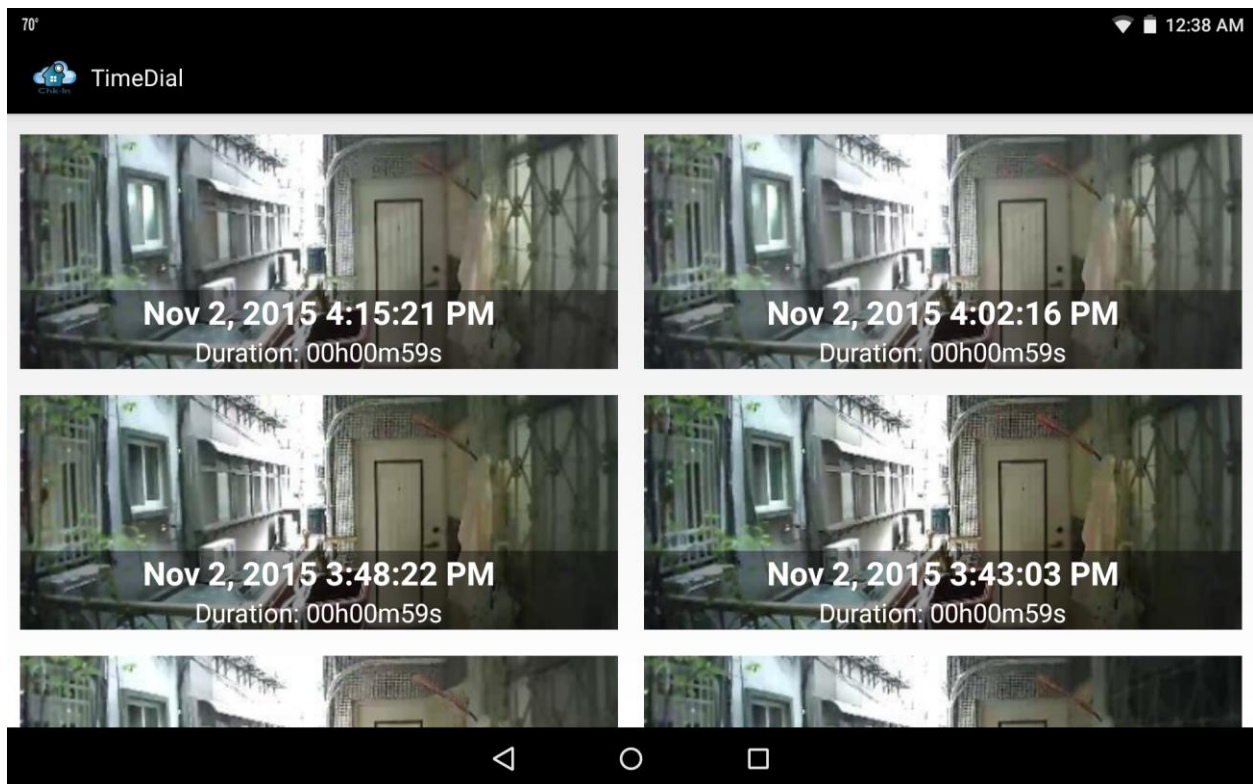 70°
12:38 AM
Chk-In
TimeDial
Nov 2, 2015 4:15:21 PM
Duration: 00h00m59s
Nov 2, 2015 4:02:16 PM
Duration: 00h00m59s
Nov 2, 2015 3:48:22 PM
Duration: 00h00m59s
Nov 2, 2015 3:43:03 PM
Duration: 00h00m59s